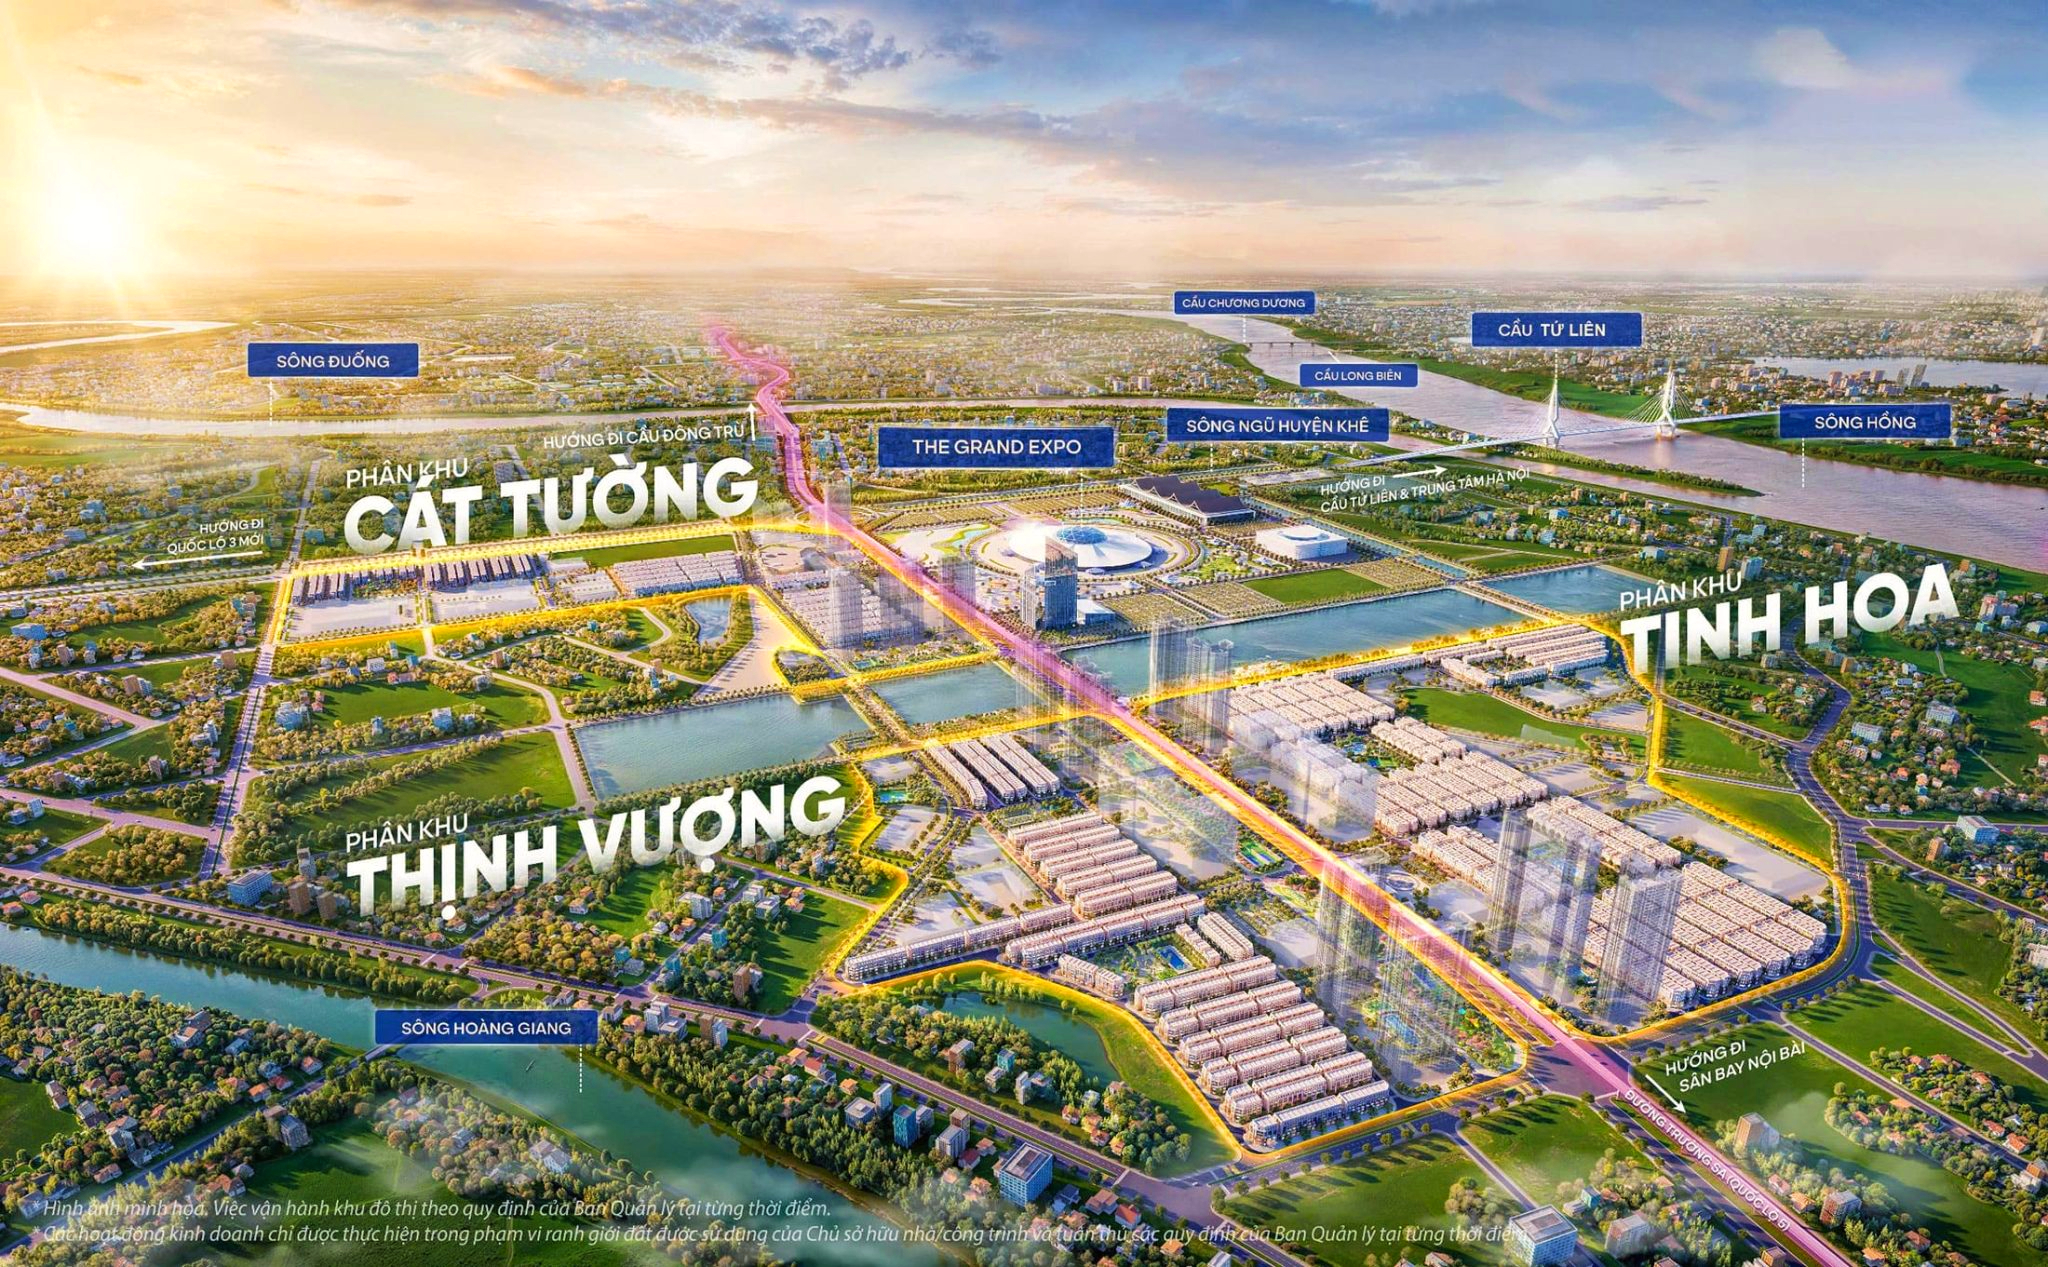 CẦU CHƯƠNG DƯƠNG
CẦU TỨ LIÊN
SÔNG ĐUỐNG
CẦU LONG BIÊN
SÔNG NGŨ HUYỆN KHÊ
SÔNG HỒNG
HƯỚNG ĐI CẦU ĐÔNG TRÙ
THE GRAND EXPO
PHÂN KHU
CÁT TƯỜNG
HƯỚNG ĐI
CẦU TỨ LIÊN & TRUNG TÂM HÀ NỘI
HƯỚNG ĐI
QUỐC LỘ 3 MỚI
PHÂN KHU
TINH HOA
PHÂN KHU
THỊNH VƯỢNG
SÔNG HOÀNG GIANG
HƯỚNG ĐI
SÂN BAY NỘI BÀI
ĐƯỜNG TRƯỜNG SA (QUỐC LỘ 5)
* Hình ảnh minh họa. Việc vận hành khu đô thị theo quy định của Ban Quản lý tại từng thời điểm.
* Các hoạt động kinh doanh chỉ được thực hiện trong phạm vi ranh giới đất được sử dụng của Chủ sở hữu nhà/công trình và tuân thủ các quy định của Ban Quản lý tại từng thời điểm.